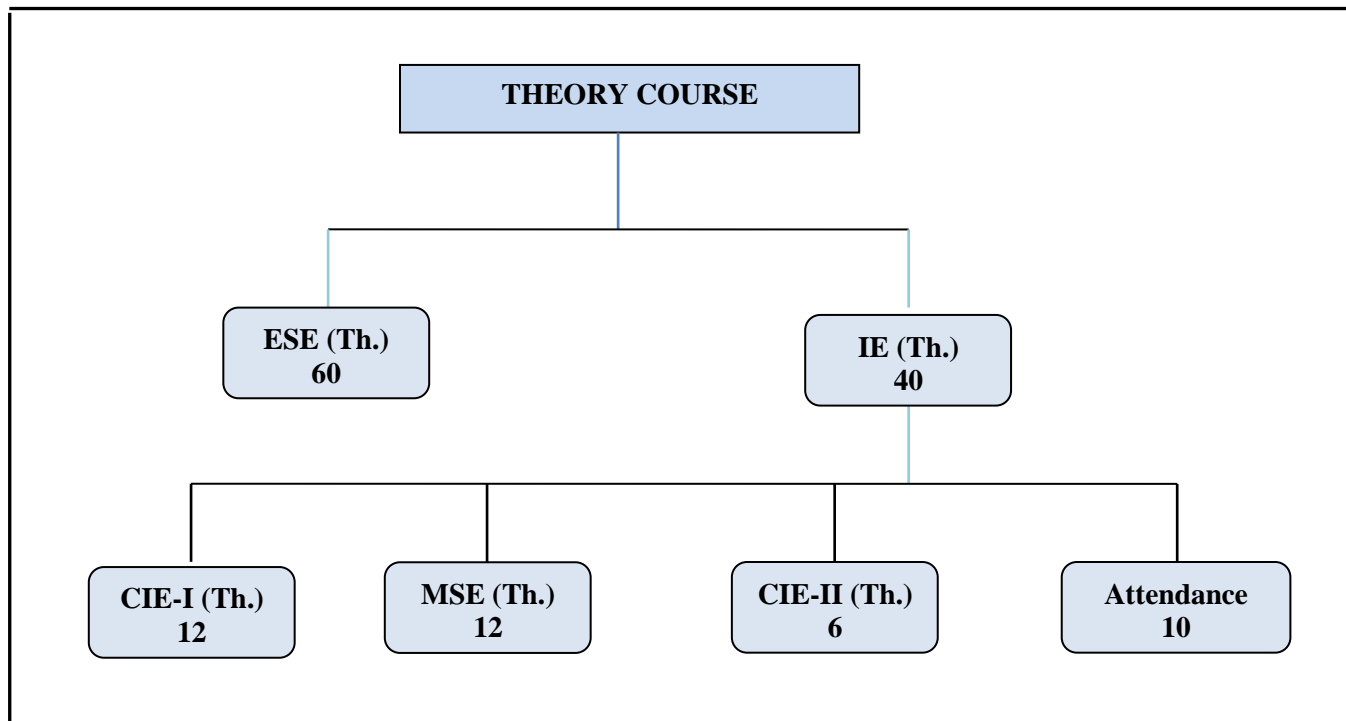 THEORY COURSE
ESE (Th.)
60
IE (Th.)
40
CIE-I (Th.)
12
MSE (Th.)
12
CIE-II (Th.)
6
Attendance
10